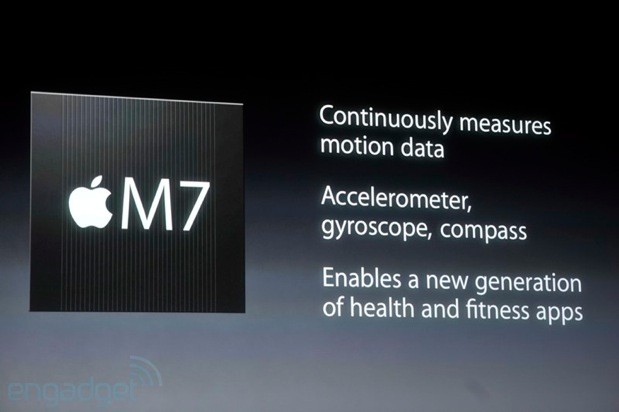 M7
Continuously measures
motion data
Accelerometer,
gyroscope, compass
Enables a new generation
of health and fitness apps
engadget